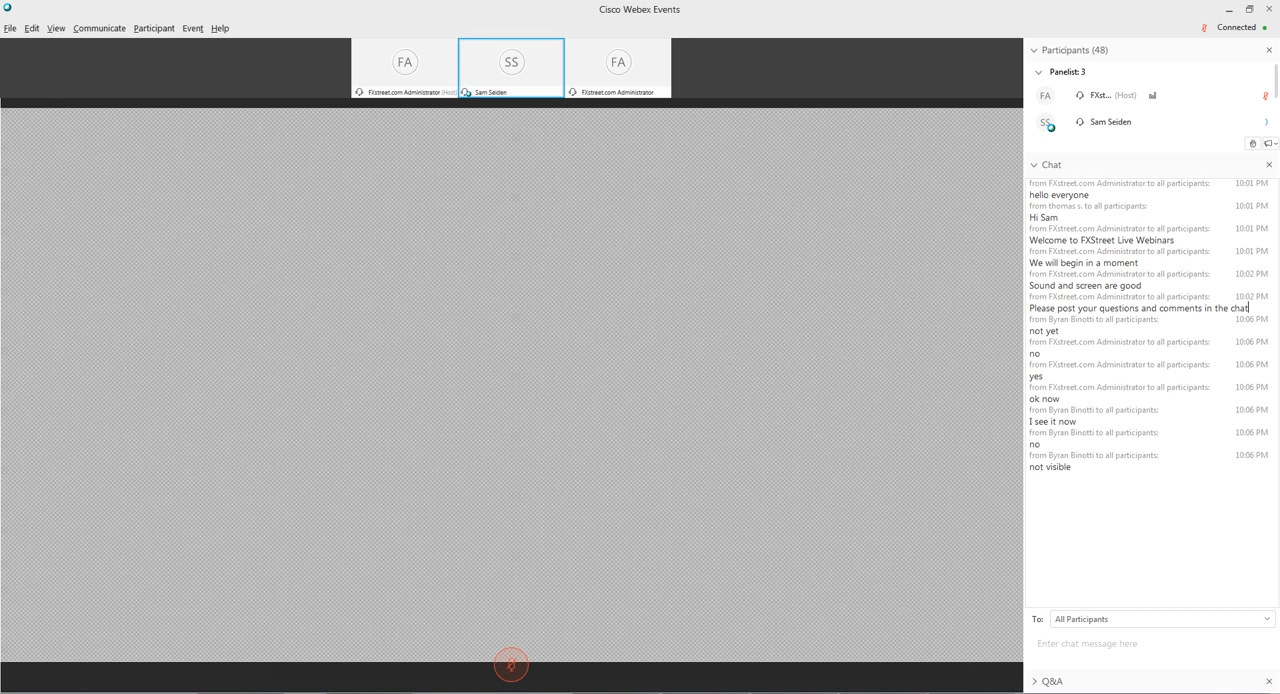 Cisco Webex Events
File Edit View Communicate Participant Event Help
Connected
FA
SS
FA
FXstreet.com Administrator (Host)
Sam Seiden
FXstreet.com Administrator
Participants (48)
Panelist: 3
FA FXst... (Host)
SS Sam Seiden
Chat
from FXstreet.com Administrator to all participants: 10:01 PM
hello everyone
from thomas s. to all participants: 10:01 PM
Hi Sam
from FXstreet.com Administrator to all participants: 10:01 PM
Welcome to FXStreet Live Webinars
from FXstreet.com Administrator to all participants: 10:01 PM
We will begin in a moment
from FXstreet.com Administrator to all participants: 10:02 PM
Sound and screen are good
from FXstreet.com Administrator to all participants: 10:02 PM
Please post your questions and comments in the chat
from Byran Binotti to all participants: 10:06 PM
not yet
from FXstreet.com Administrator to all participants: 10:06 PM
no
from FXstreet.com Administrator to all participants: 10:06 PM
yes
from FXstreet.com Administrator to all participants: 10:06 PM
ok now
from Byran Binotti to all participants: 10:06 PM
I see it now
from Byran Binotti to all participants: 10:06 PM
no
from Byran Binotti to all participants: 10:06 PM
not visible
To: All Participants
Enter chat message here
Q&A